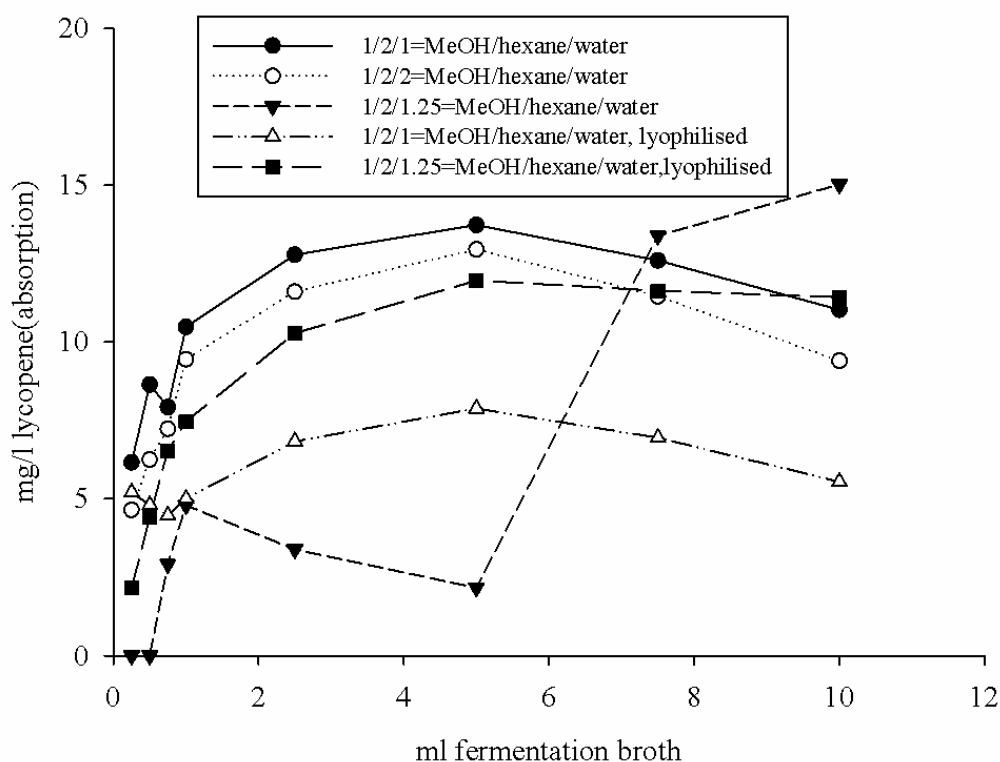 20
15
10
5
0
mg/l lycopene(absorption)
1/2/1=MeOH/hexane/water
1/2/2=MeOH/hexane/water
1/2/1.25=MeOH/hexane/water
1/2/1=MeOH/hexane/water, lyophilised
1/2/1.25=MeOH/hexane/water,lyophilised
0 2 4 6 8 10 12
ml fermentation broth